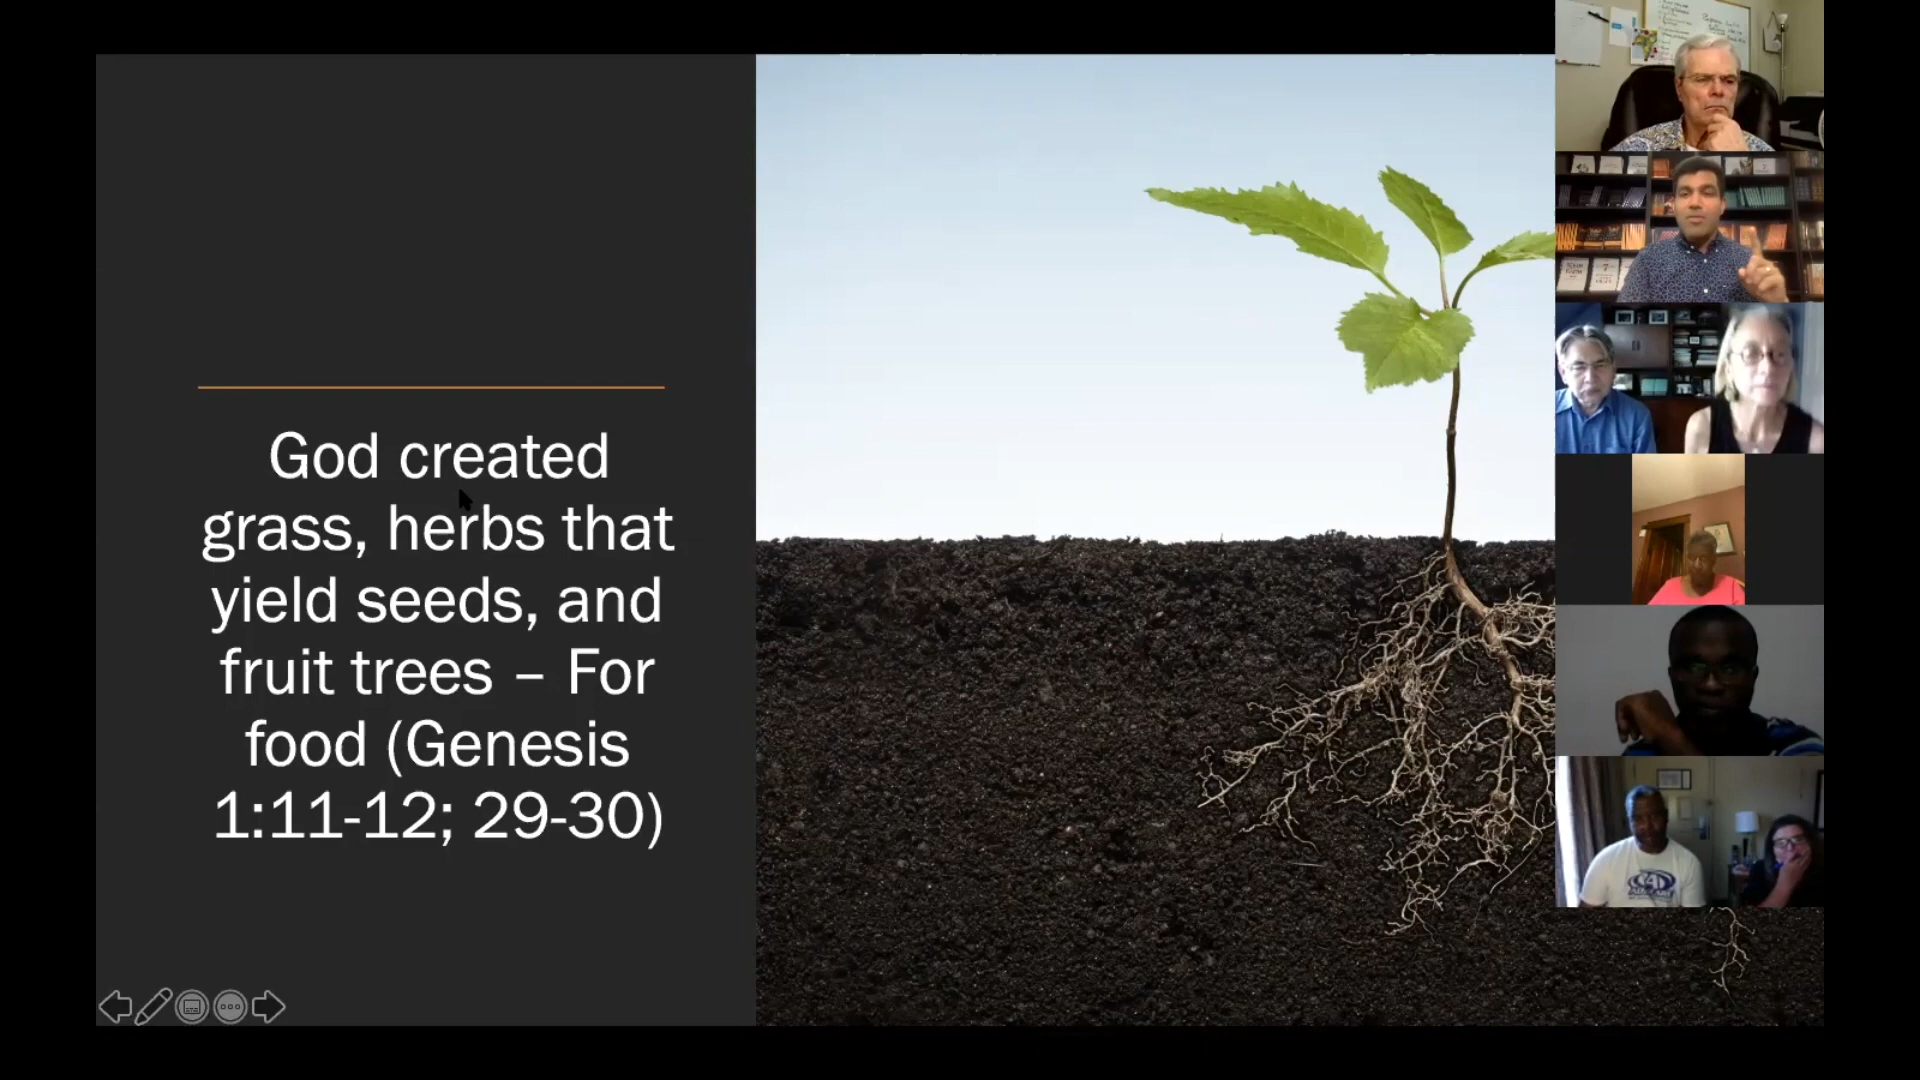 God created
grass, herbs that
yield seeds, and
fruit trees – For
food (Genesis
1:11-12; 29-30)